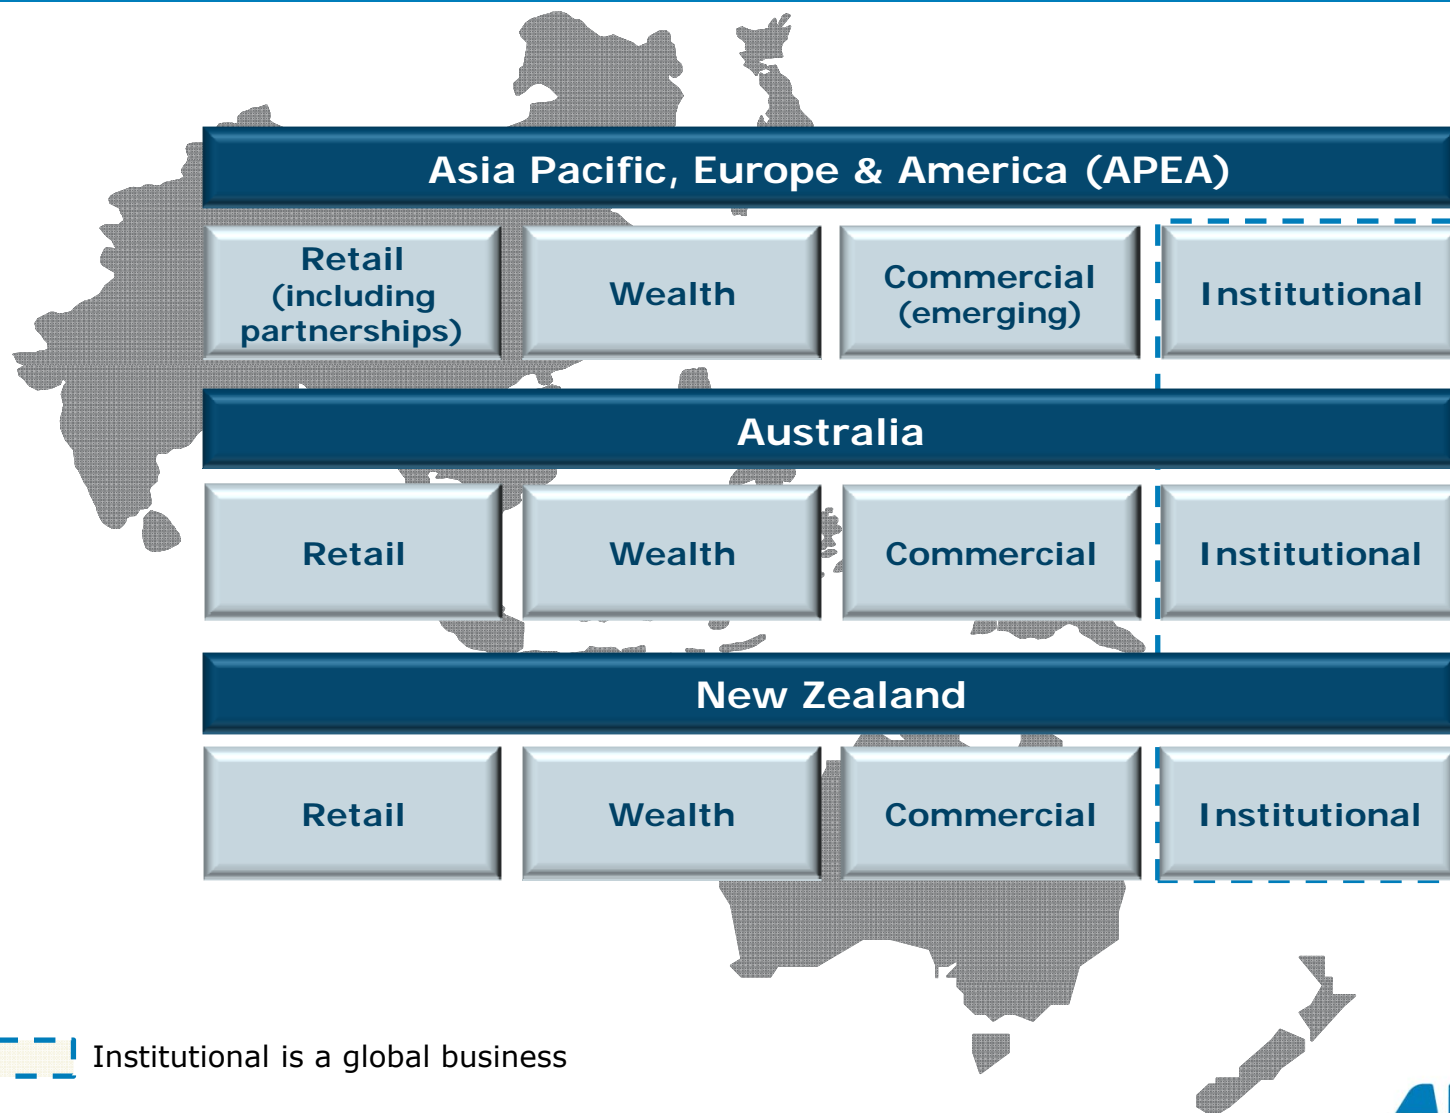 Asia Pacific, Europe & America (APEA)
Retail
(including
partnerships)
Wealth
Commercial
(emerging)
Institutional
Australia
Retail
Wealth
Commercial
Institutional
New Zealand
Retail
Wealth
Commercial
Institutional
Institutional is a global business